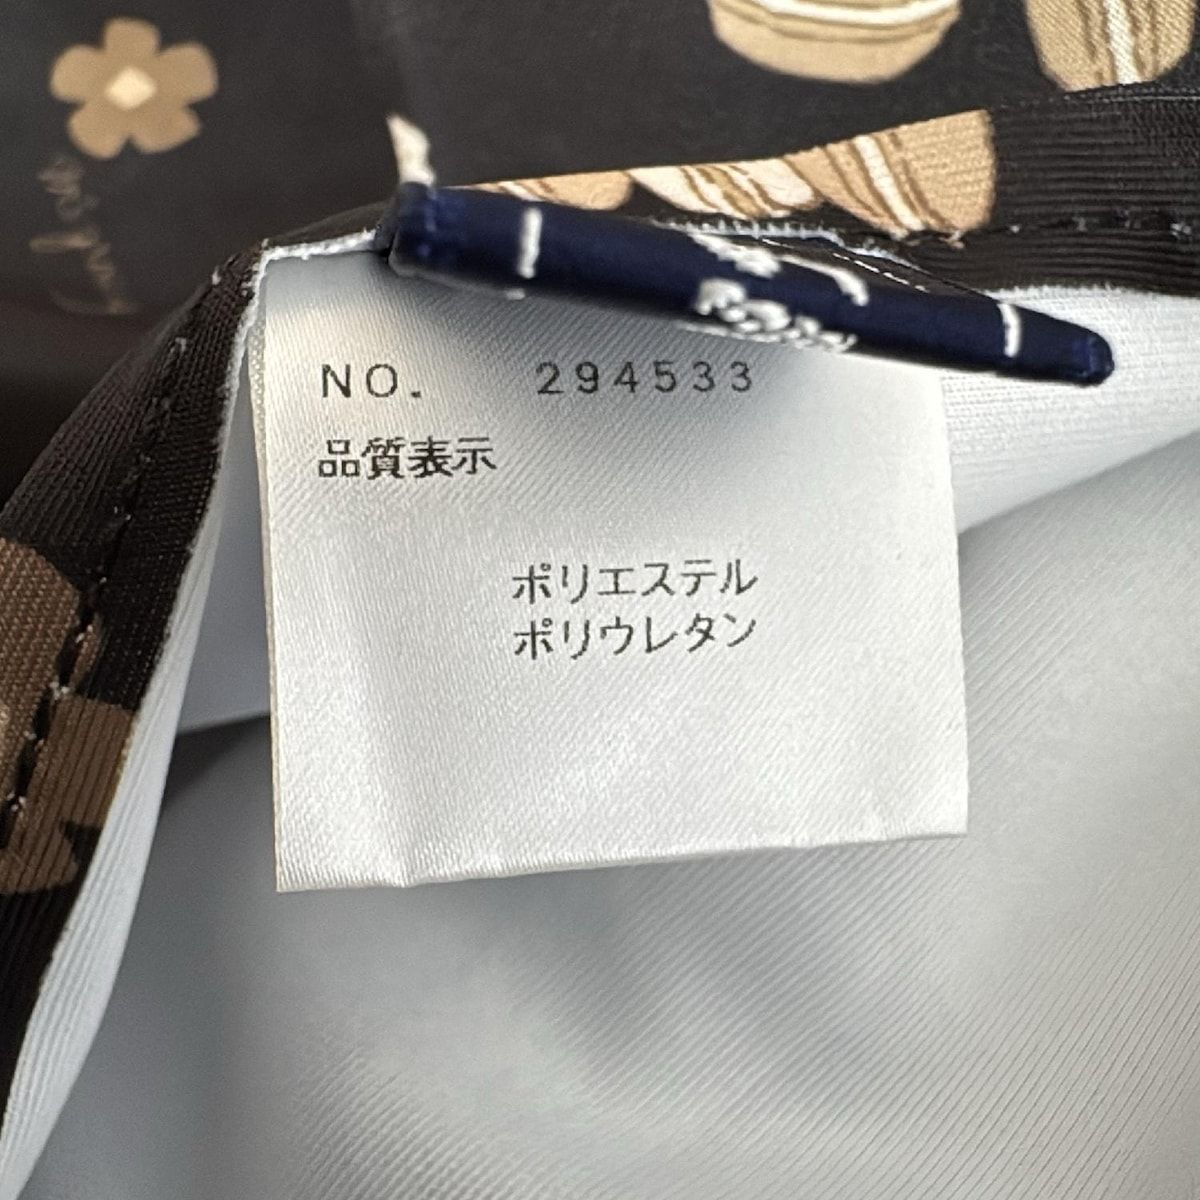 NO. 294533
品質表示
ポリエステル
ポリウレタン